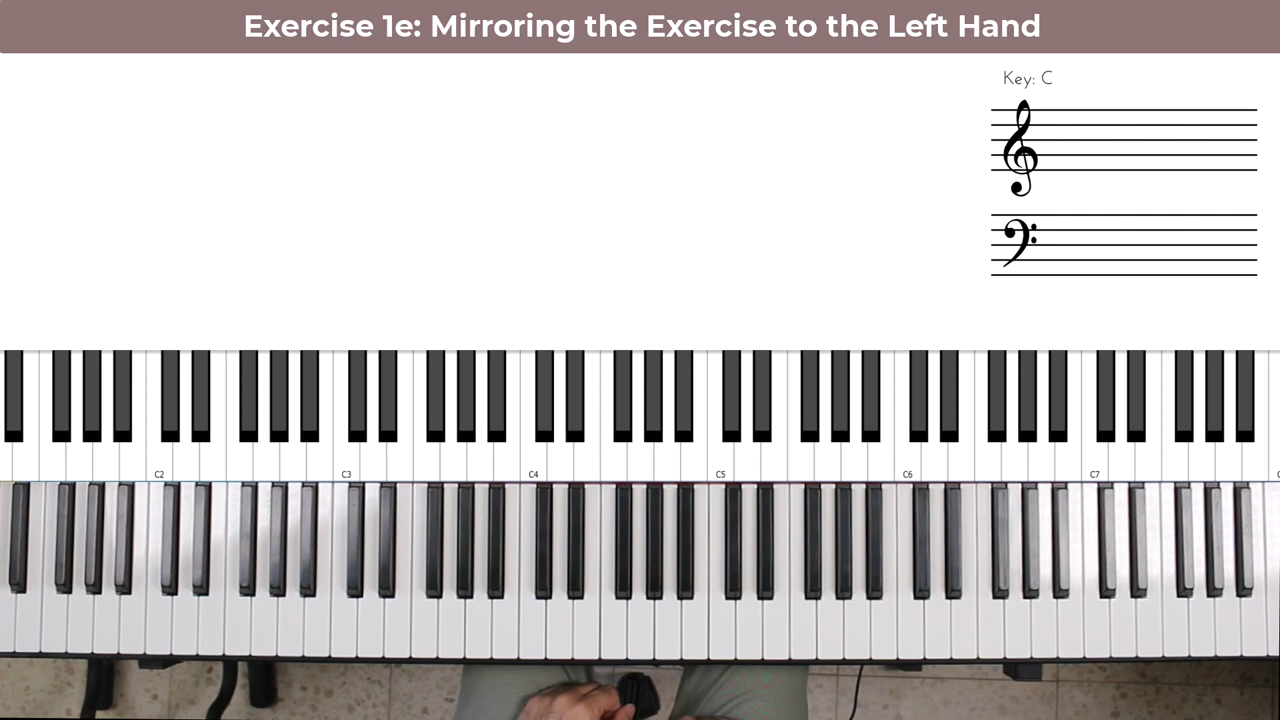 Exercise 1e: Mirroring the Exercise to the Left Hand
Key: C
C2 C3 C4 C5 C6 C7